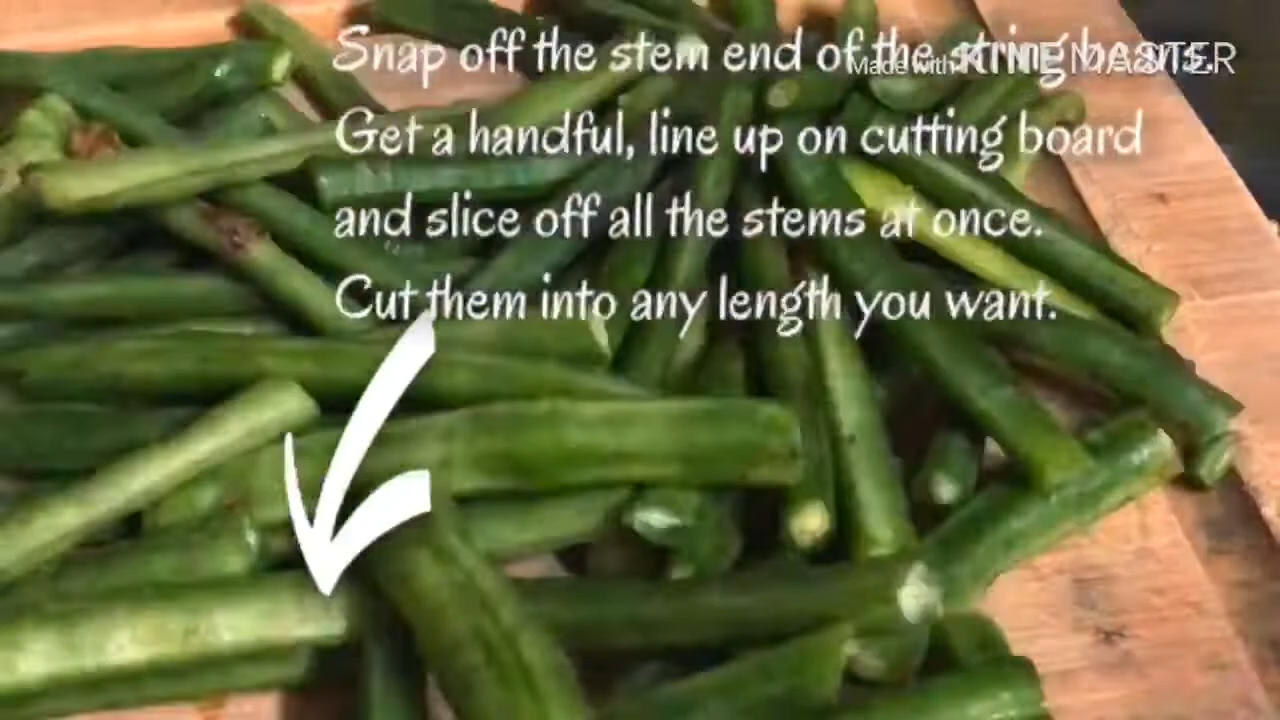 Snap off the stem end of the string beans.
Made with KINEMASTER
Get a handful, line up on cutting board
and slice off all the stems at once.
Cut them into any length you want.